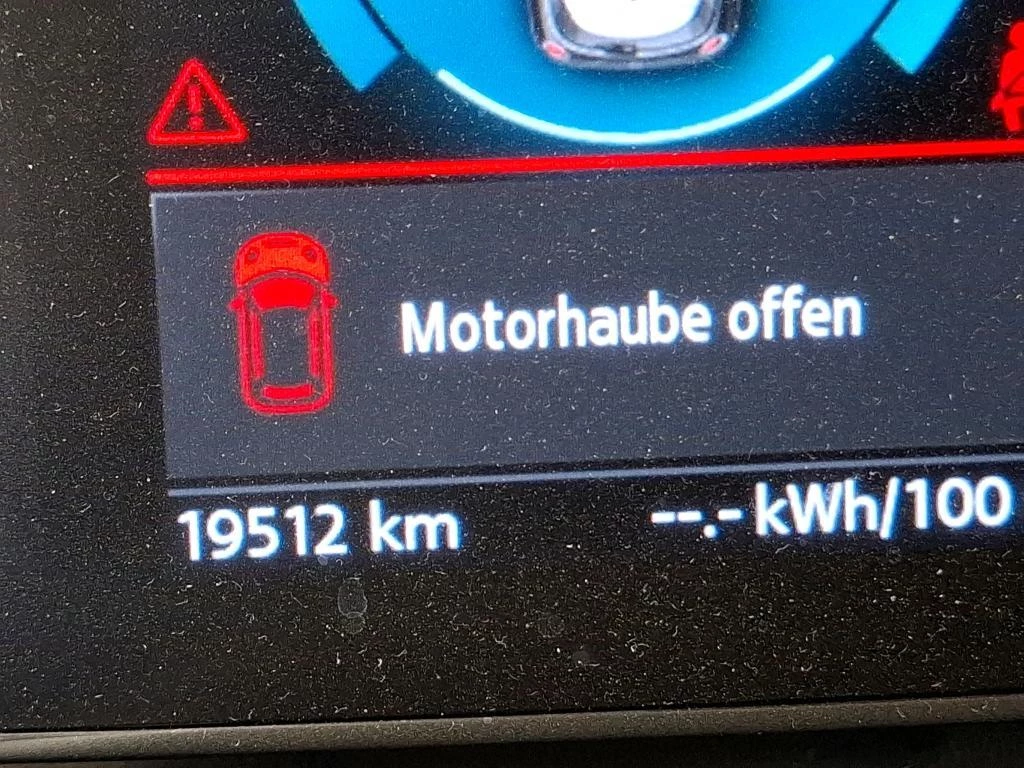 Motorhaube offen
19512 km
--.- kWh/100